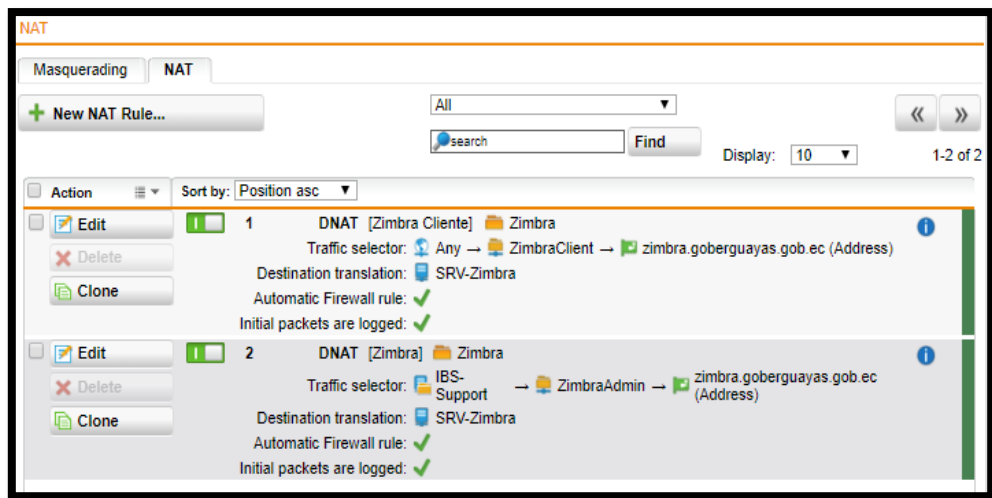 NAT
Masquerading NAT
New NAT Rule... All
search Find
Display: 10 1-2 of 2
Action Sort by: Position asc
Edit 1 DNAT [Zimbra Cliente] Zimbra
Traffic selector: Any → ZimbraClient → zimbra.goberguayas.gob.ec (Address)
Delete
Destination translation: SRV-Zimbra
Clone
Automatic Firewall rule:
Initial packets are logged:
Edit 2 DNAT [Zimbra] Zimbra
Traffic selector: IBS-Support → ZimbraAdmin → zimbra.goberguayas.gob.ec (Address)
Delete
Destination translation: SRV-Zimbra
Clone
Automatic Firewall rule:
Initial packets are logged: